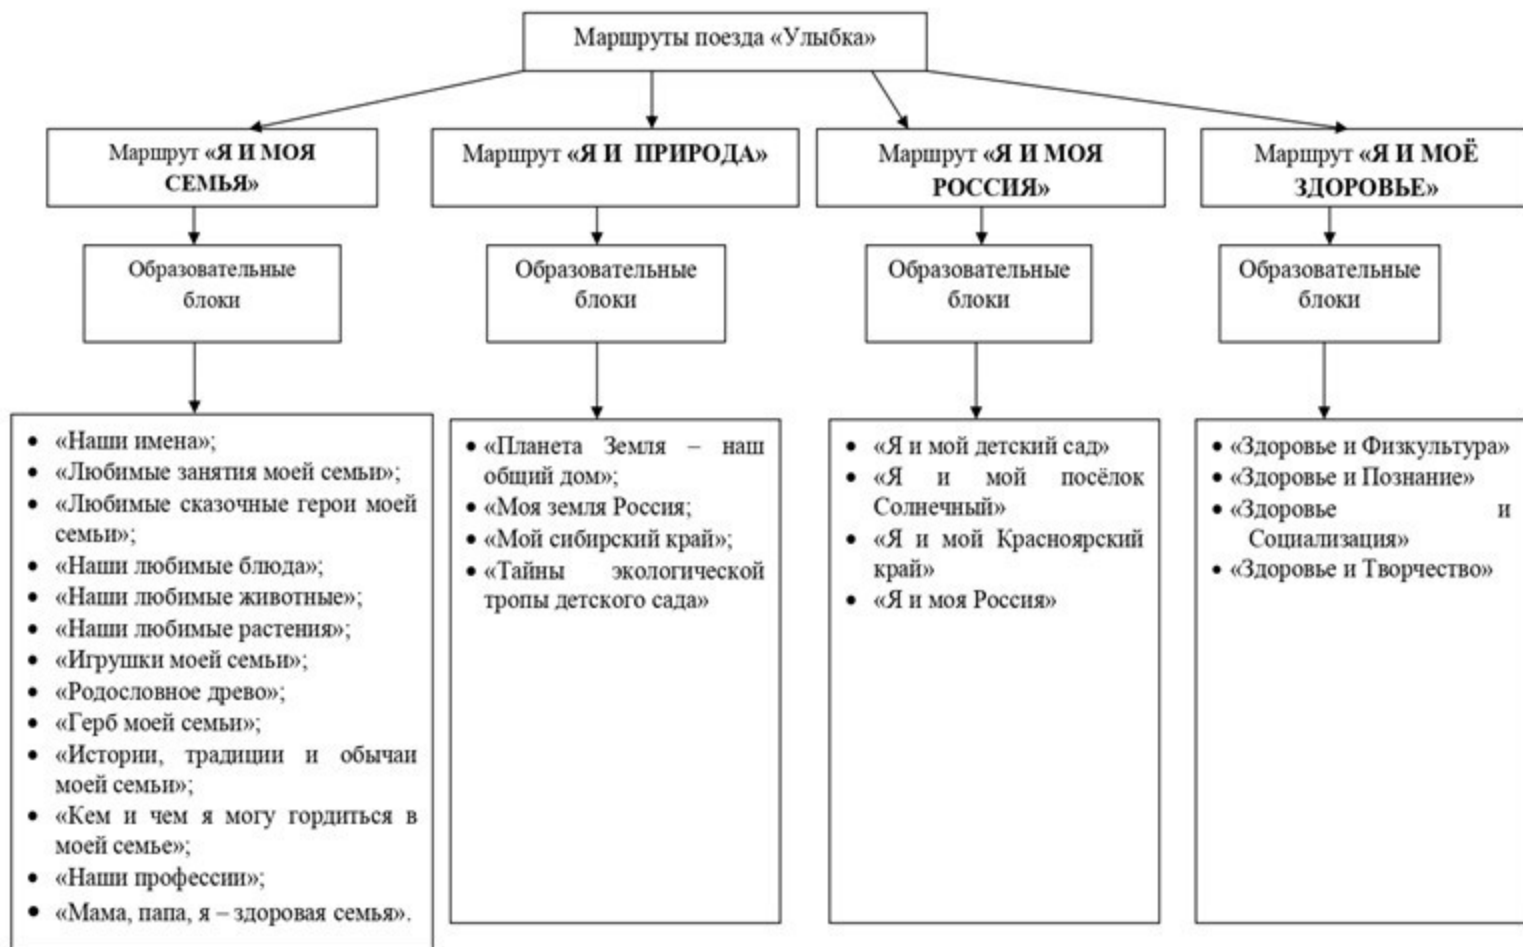 Маршруты поезда «Улыбка»
Маршрут «Я И МОЯ
СЕМЬЯ»
Маршрут «Я И ПРИРОДА»
Маршрут «Я И МОЯ
РОССИЯ»
Маршрут «Я И МОЁ
ЗДОРОВЬЕ»
Образовательные
блоки
Образовательные
блоки
Образовательные
блоки
Образовательные
блоки
• «Наши имена»;
• «Любимые занятия моей семьи»;
• «Любимые сказочные герои моей
семьи»;
• «Наши любимые блюда»;
• «Наши любимые животные»;
• «Наши любимые растения»;
• «Игрушки моей семьи»;
• «Родословное древо»;
• «Герб моей семьи»;
• «Истории, традиции и обычаи
моей семьи»;
• «Кем и чем я могу гордиться в
моей семье»;
• «Наши профессии»;
• «Мама, папа, я – здоровая семья».
• «Планета Земля – наш
общий дом»;
• «Моя земля Россия;
• «Мой сибирский край»;
• «Тайны экологической
тропы детского сада»
• «Я и мой детский сад»
• «Я и мой посёлок
Солнечный»
• «Я и мой Красноярский
край»
• «Я и моя Россия»
• «Здоровье и Физкультура»
• «Здоровье и Познание»
• «Здоровье и
Социализация»
• «Здоровье и Творчество»